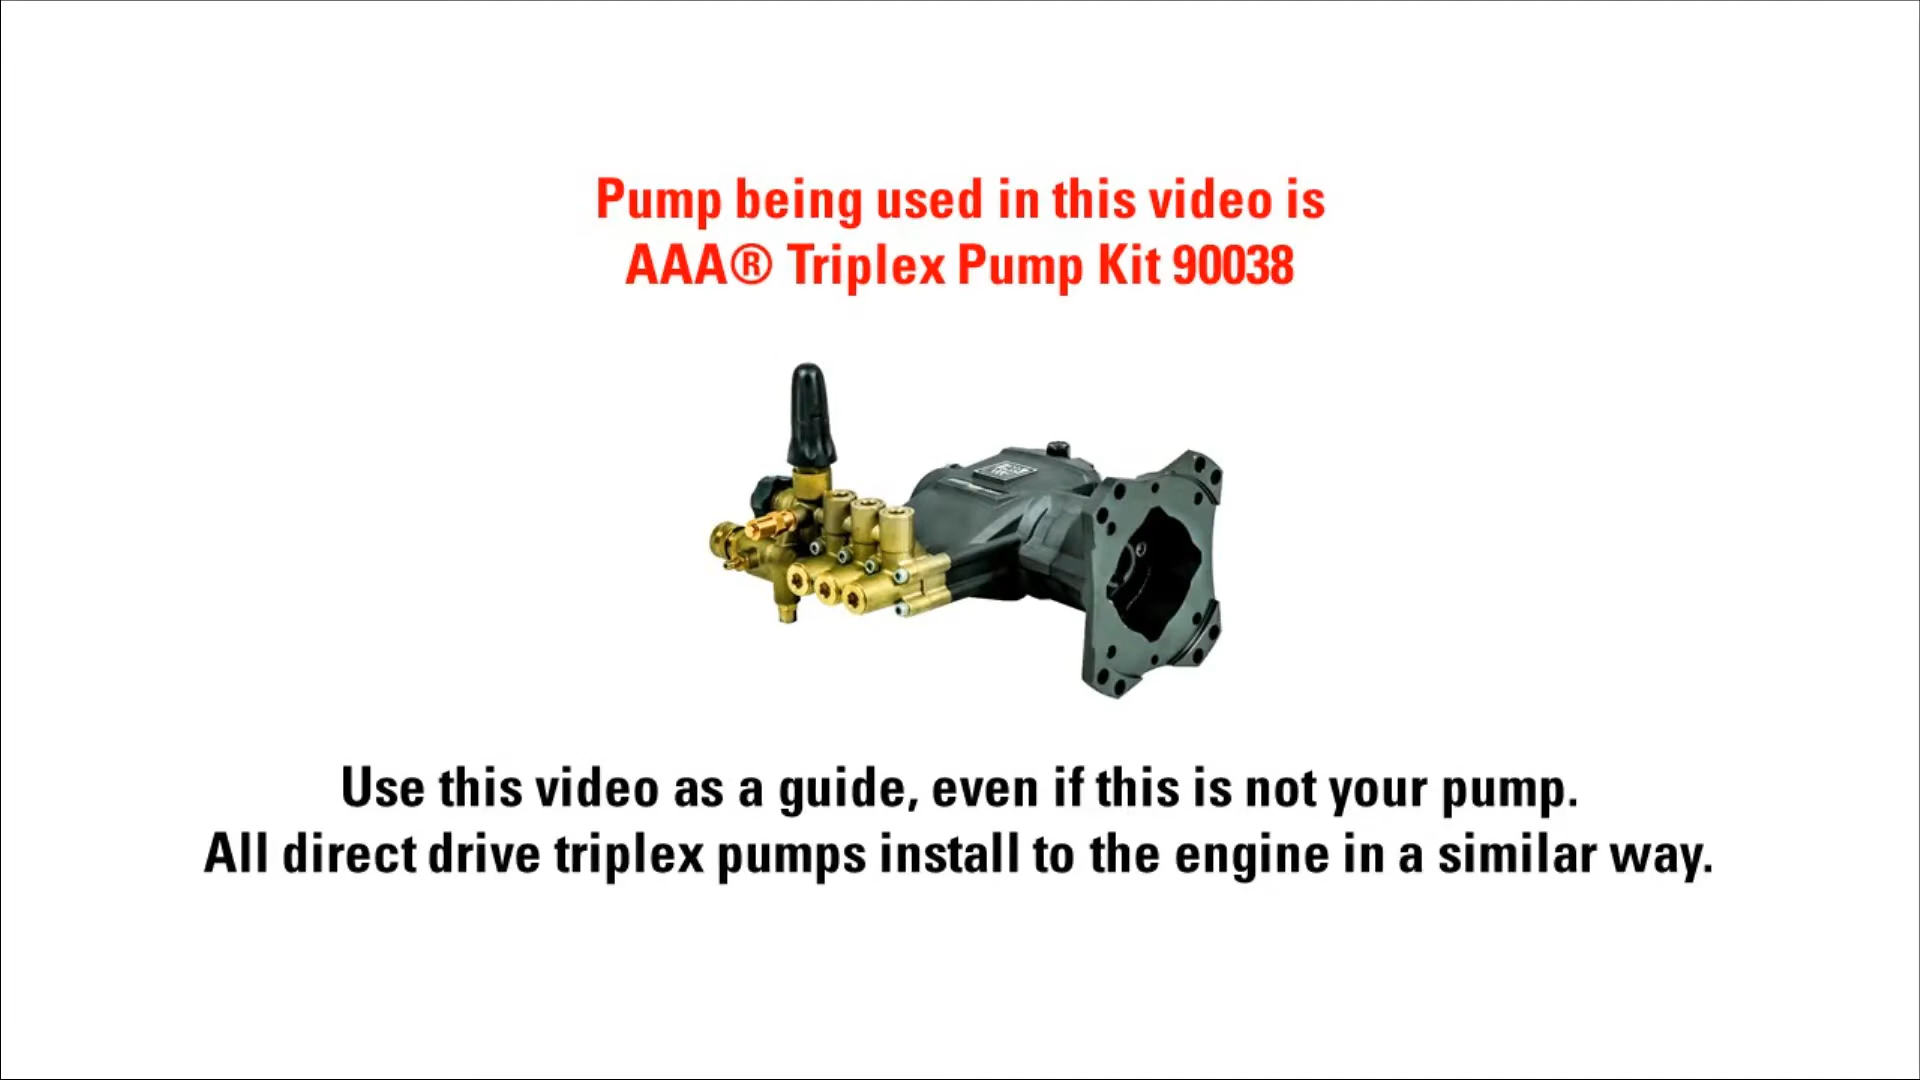 Pump being used in this video is
AAA® Triplex Pump Kit 90038
Use this video as a guide, even if this is not your pump.
All direct drive triplex pumps install to the engine in a similar way.